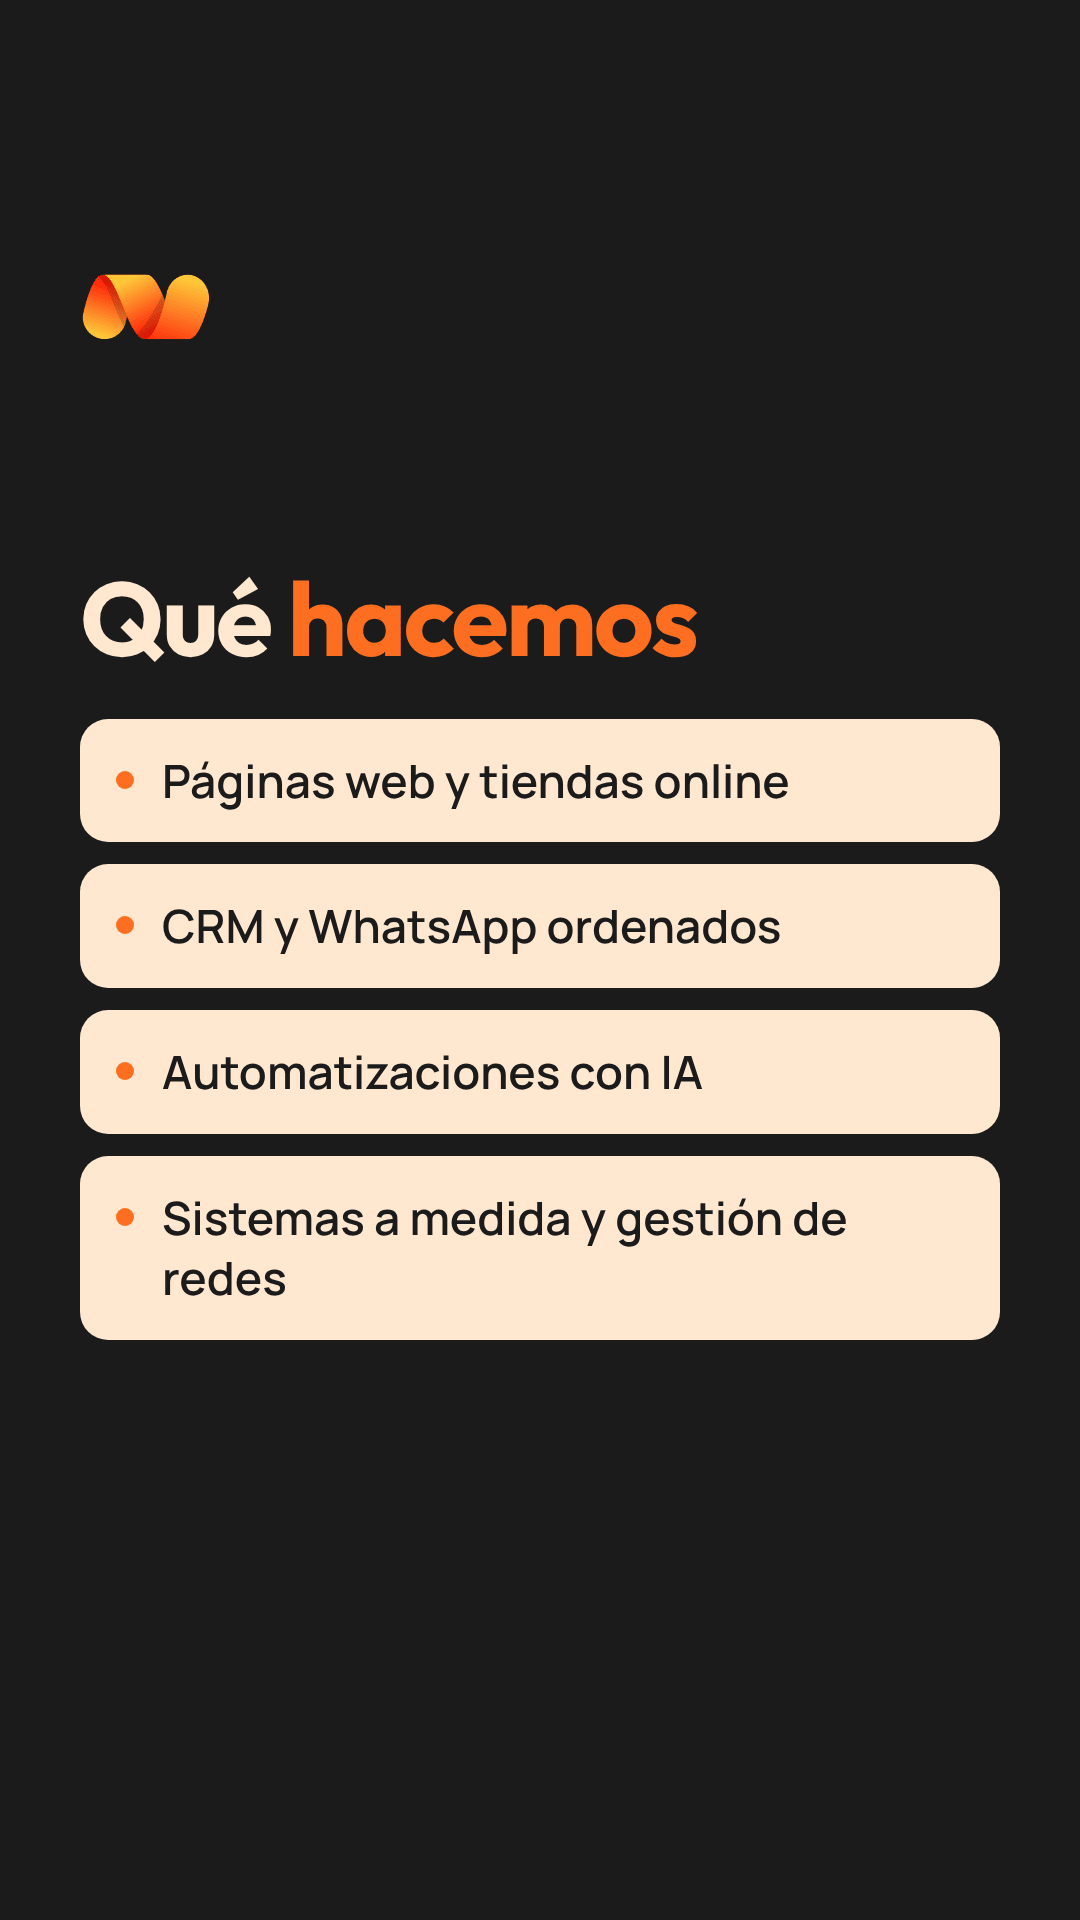 Qué hacemos
Páginas web y tiendas online
CRM y WhatsApp ordenados
Automatizaciones con IA
Sistemas a medida y gestión de
redes